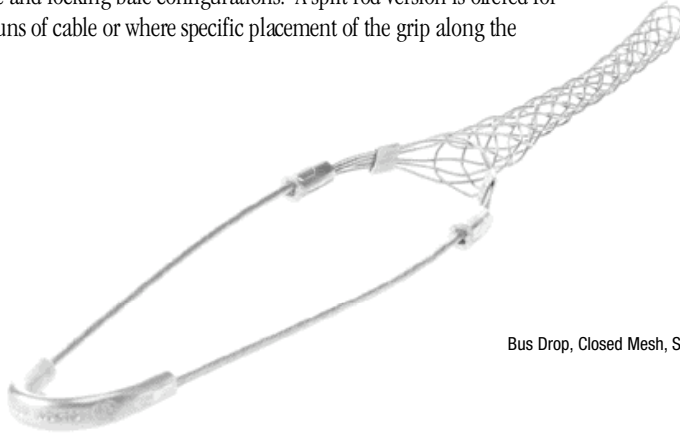 and locking bale configurations. A split rod version is offered for
uns of cable or where specific placement of the grip along the
Bus Drop, Closed Mesh, S